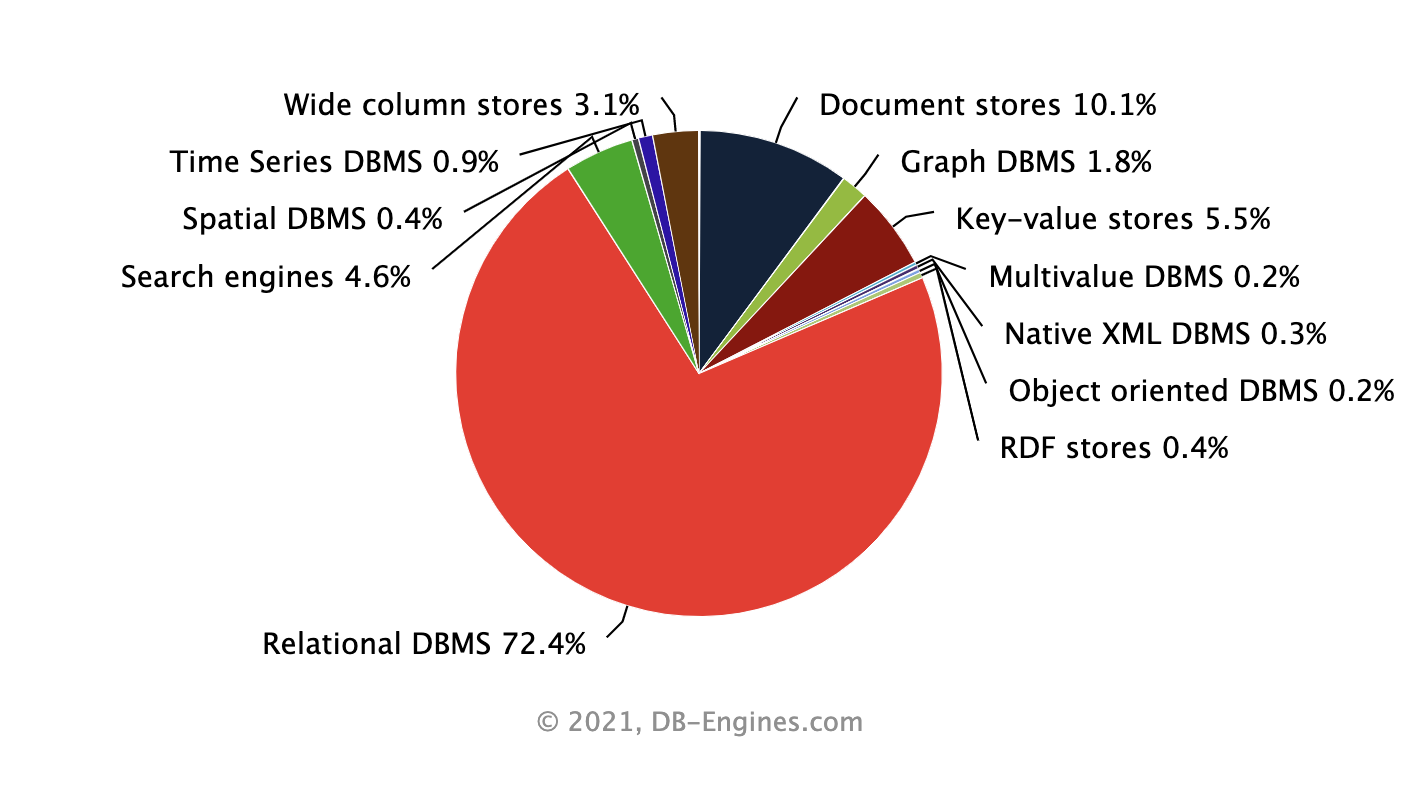 Wide column stores 3.1%
Document stores 10.1%
Time Series DBMS 0.9%
Graph DBMS 1.8%
Spatial DBMS 0.4%
Key-value stores 5.5%
Search engines 4.6%
Multivalue DBMS 0.2%
Native XML DBMS 0.3%
Object oriented DBMS 0.2%
RDF stores 0.4%
Relational DBMS 72.4%
© 2021, DB-Engines.com